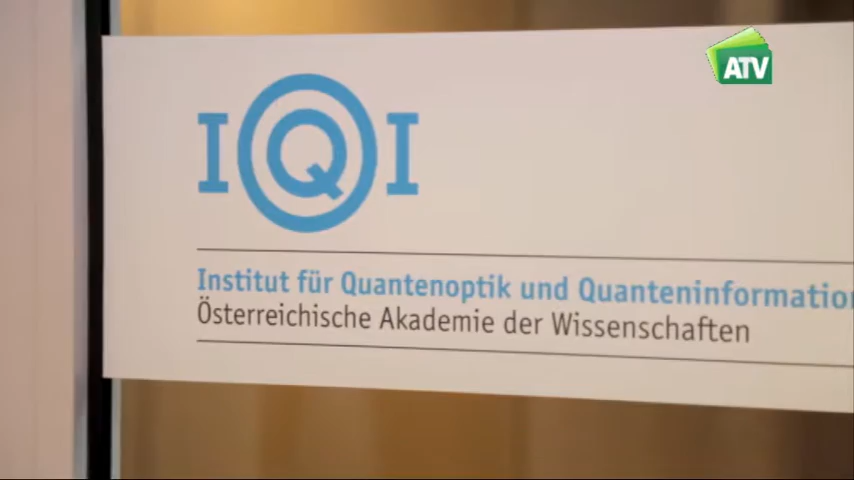 ATV
IQI
Institut für Quantenoptik und Quanteninformation
Österreichische Akademie der Wissenschaften